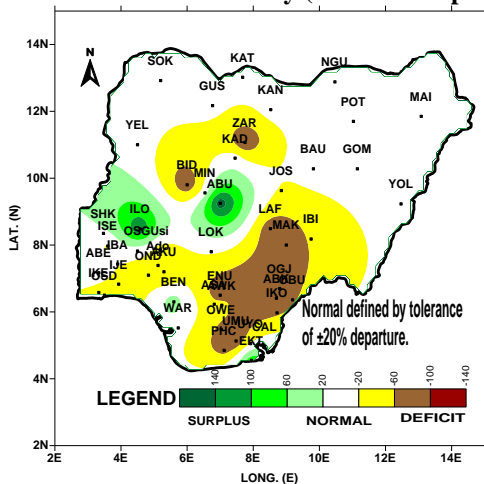 14N
12N
10N
8N
6N
4N
2N
LAT. (N)
N
SOK
KAT
NGU
GUS
KAN
MAI
POT
YEL
ZAR
KAD
BID
MIN
ABU
BAU
GOM
JOS
YOL
SHK
ILO
ISE
OSG
Usi
LAF
IBI
LOK
MAK
IBA
Ado
ABE
OND
AKU
IJE
IKE
OSD
BEN
ENU
AWK
OGJ
ABK
OBU
IKO
WAR
OWE
UMU
UYO
CAL
PHC
EKT
Normal defined by tolerance
of ±20% departure.
LEGEND
140
100
60
20
-20
-60
-100
-140
SURPLUS
NORMAL
DEFICIT
2E
4E
6E
8E
10E
12E
14E
LONG. (E)